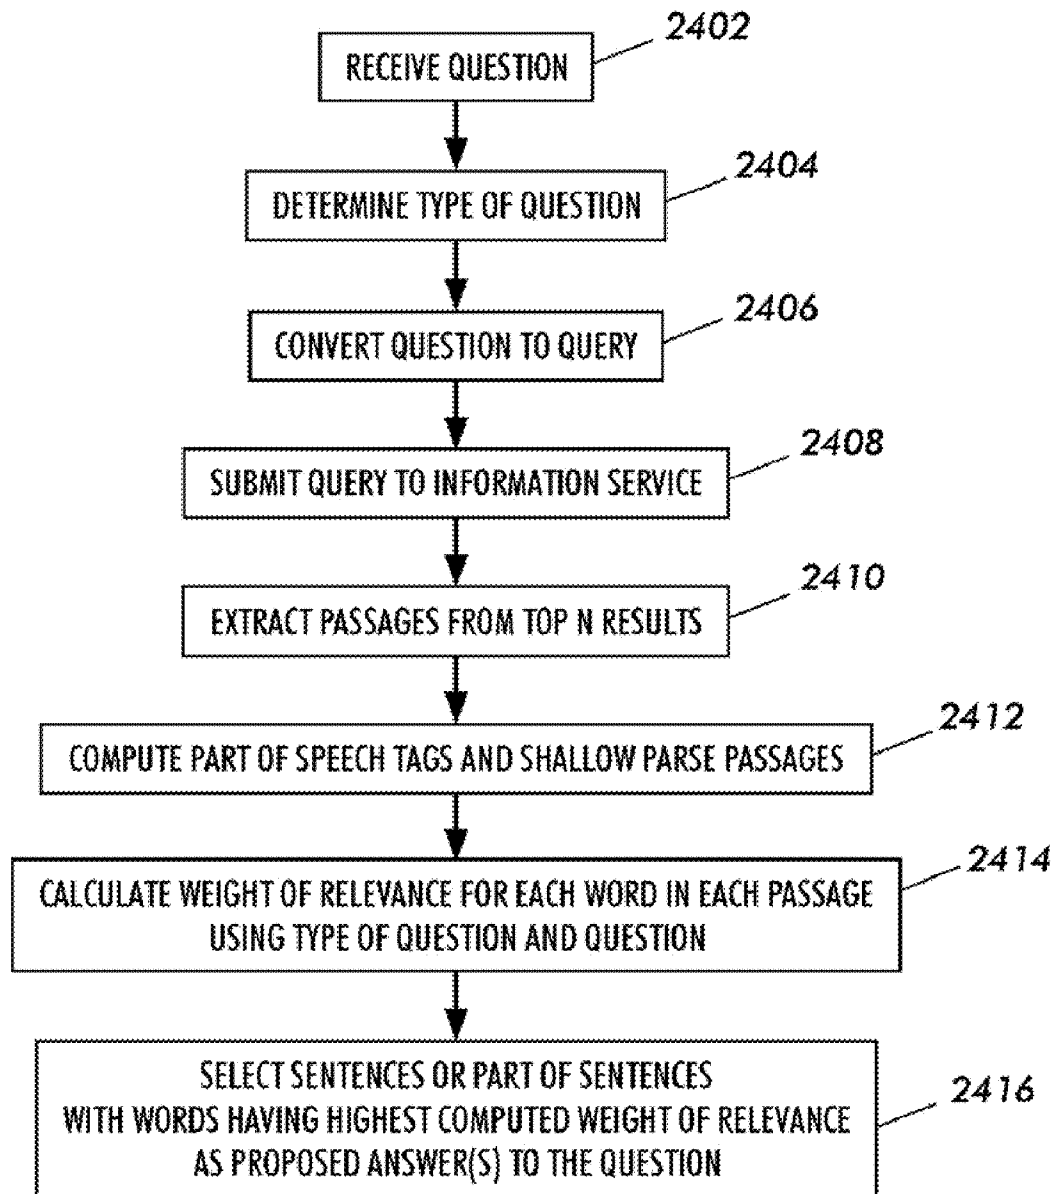 2402
RECEIVE QUESTION
2404
DETERMINE TYPE OF QUESTION
2406
CONVERT QUESTION TO QUERY
2408
SUBMIT QUERY TO INFORMATION SERVICE
2410
EXTRACT PASSAGES FROM TOP N RESULTS
2412
COMPUTE PART OF SPEECH TAGS AND SHALLOW PARSE PASSAGES
2414
CALCULATE WEIGHT OF RELEVANCE FOR EACH WORD IN EACH PASSAGE
USING TYPE OF QUESTION AND QUESTION
2416
SELECT SENTENCES OR PART OF SENTENCES
WITH WORDS HAVING HIGHEST COMPUTED WEIGHT OF RELEVANCE
AS PROPOSED ANSWER(S) TO THE QUESTION